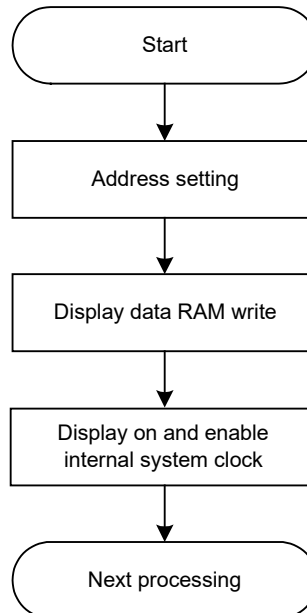 Start
Address setting
Display data RAM write
Display on and enable
internal system clock
Next processing